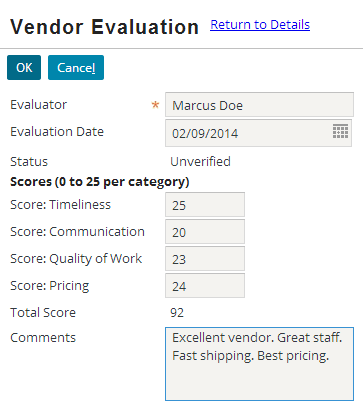 Vendor Evaluation Return to Details
OK Cancel
Evaluator * Marcus Doe
Evaluation Date 02/09/2014
Status Unverified
Scores (0 to 25 per category)
Score: Timeliness 25
Score: Communication 20
Score: Quality of Work 23
Score: Pricing 24
Total Score 92
Comments Excellent vendor. Great staff.
Fast shipping. Best pricing.